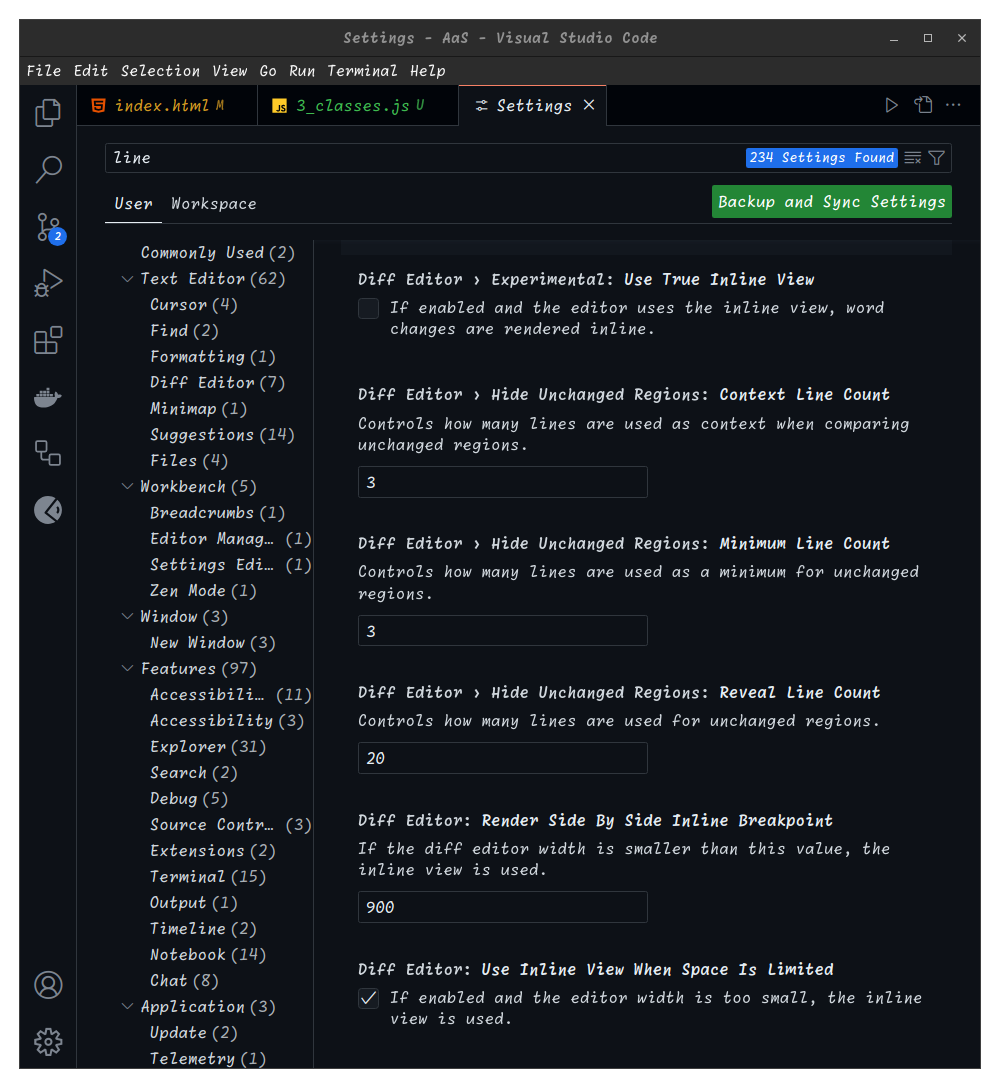 Settings - AaS - Visual Studio Code
File Edit Selection View Go Run Terminal Help
index.html M
JS 3_classes.js U
Settings
line
234 Settings Found
User Workspace
Backup and Sync Settings
2
Commonly Used (2)
Text Editor (62)
Cursor (4)
Find (2)
Formatting (1)
Diff Editor (7)
Minimap (1)
Suggestions (14)
Files (4)
Workbench (5)
Breadcrumbs (1)
Editor Manag… (1)
Settings Edi… (1)
Zen Mode (1)
Window (3)
New Window (3)
Features (97)
Accessibili… (11)
Accessibility (3)
Explorer (31)
Search (2)
Debug (5)
Source Contr… (3)
Extensions (2)
Terminal (15)
Output (1)
Timeline (2)
Notebook (14)
Chat (8)
Application (3)
Update (2)
Telemetry (1)
Diff Editor › Experimental: Use True Inline View
If enabled and the editor uses the inline view, word
changes are rendered inline.
Diff Editor › Hide Unchanged Regions: Context Line Count
Controls how many lines are used as context when comparing
unchanged regions.
3
Diff Editor › Hide Unchanged Regions: Minimum Line Count
Controls how many lines are used as a minimum for unchanged
regions.
3
Diff Editor › Hide Unchanged Regions: Reveal Line Count
Controls how many lines are used for unchanged regions.
20
Diff Editor: Render Side By Side Inline Breakpoint
If the diff editor width is smaller than this value, the
inline view is used.
900
Diff Editor: Use Inline View When Space Is Limited
If enabled and the editor width is too small, the inline
view is used.